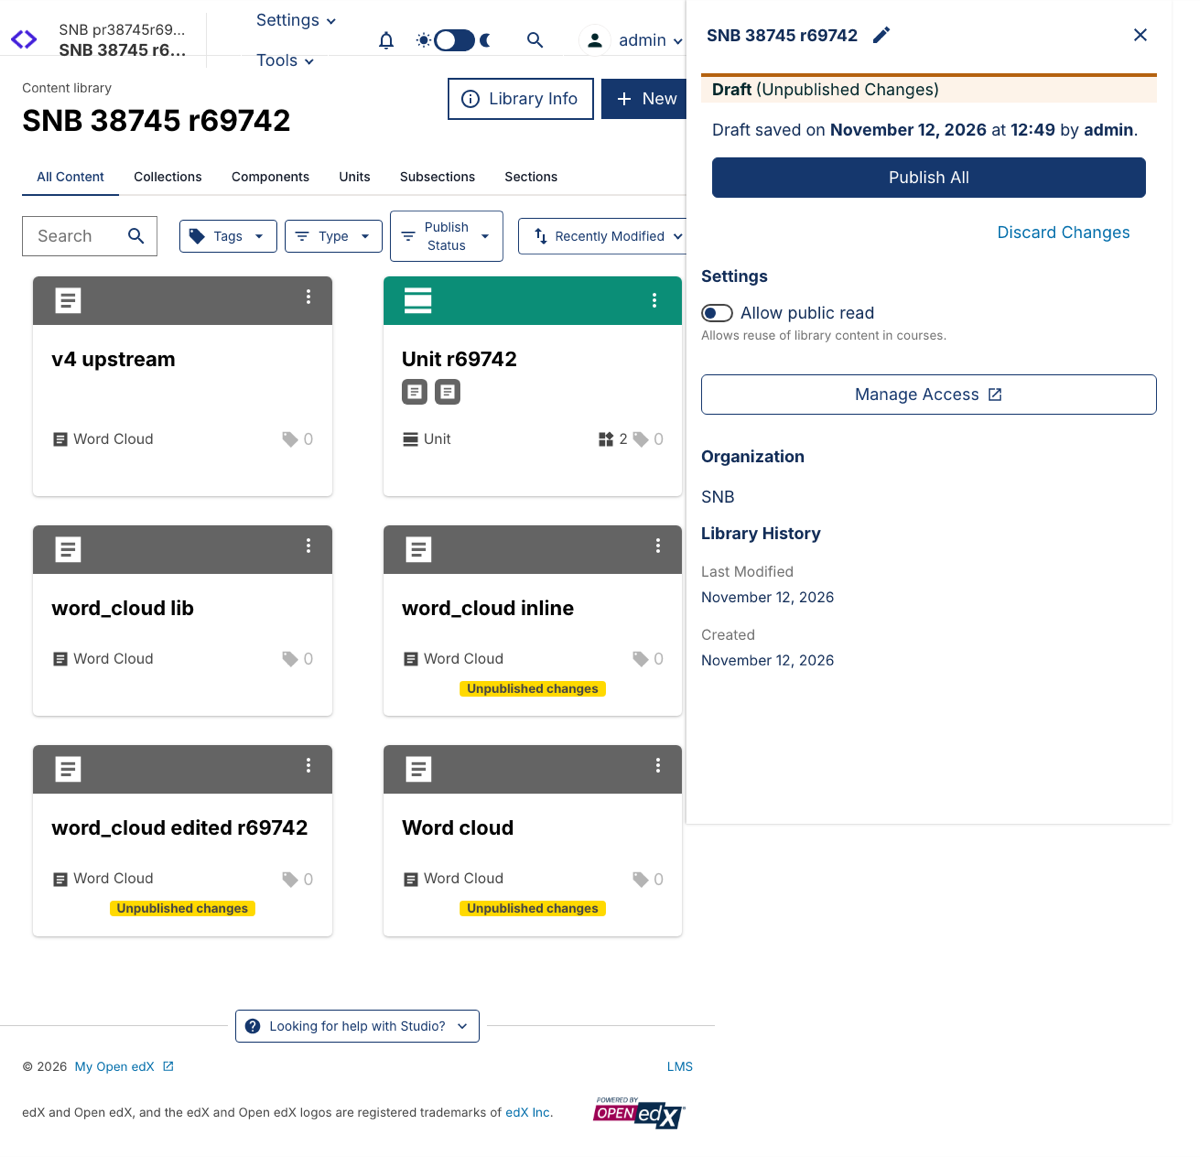 SNB pr38745r69...
SNB 38745 r6...
Settings
Tools
admin
Content library
SNB 38745 r69742
Library Info
New
All Content
Collections
Components
Units
Subsections
Sections
Search
Tags
Type
Publish
Status
Recently Modified
v4 upstream
Word Cloud
0
Unit r69742
Unit
2
0
word_cloud lib
Word Cloud
0
word_cloud inline
Word Cloud
0
Unpublished changes
word_cloud edited r69742
Word Cloud
0
Unpublished changes
Word cloud
Word Cloud
0
Unpublished changes
SNB 38745 r69742
Draft (Unpublished Changes)
Draft saved on November 12, 2026 at 12:49 by admin.
Publish All
Discard Changes
Settings
Allow public read
Allows reuse of library content in courses.
Manage Access
Organization
SNB
Library History
Last Modified
November 12, 2026
Created
November 12, 2026
Looking for help with Studio?
© 2026 My Open edX
LMS
edX and Open edX, and the edX and Open edX logos are registered trademarks of edX Inc.
POWERED BY
OPEN edX